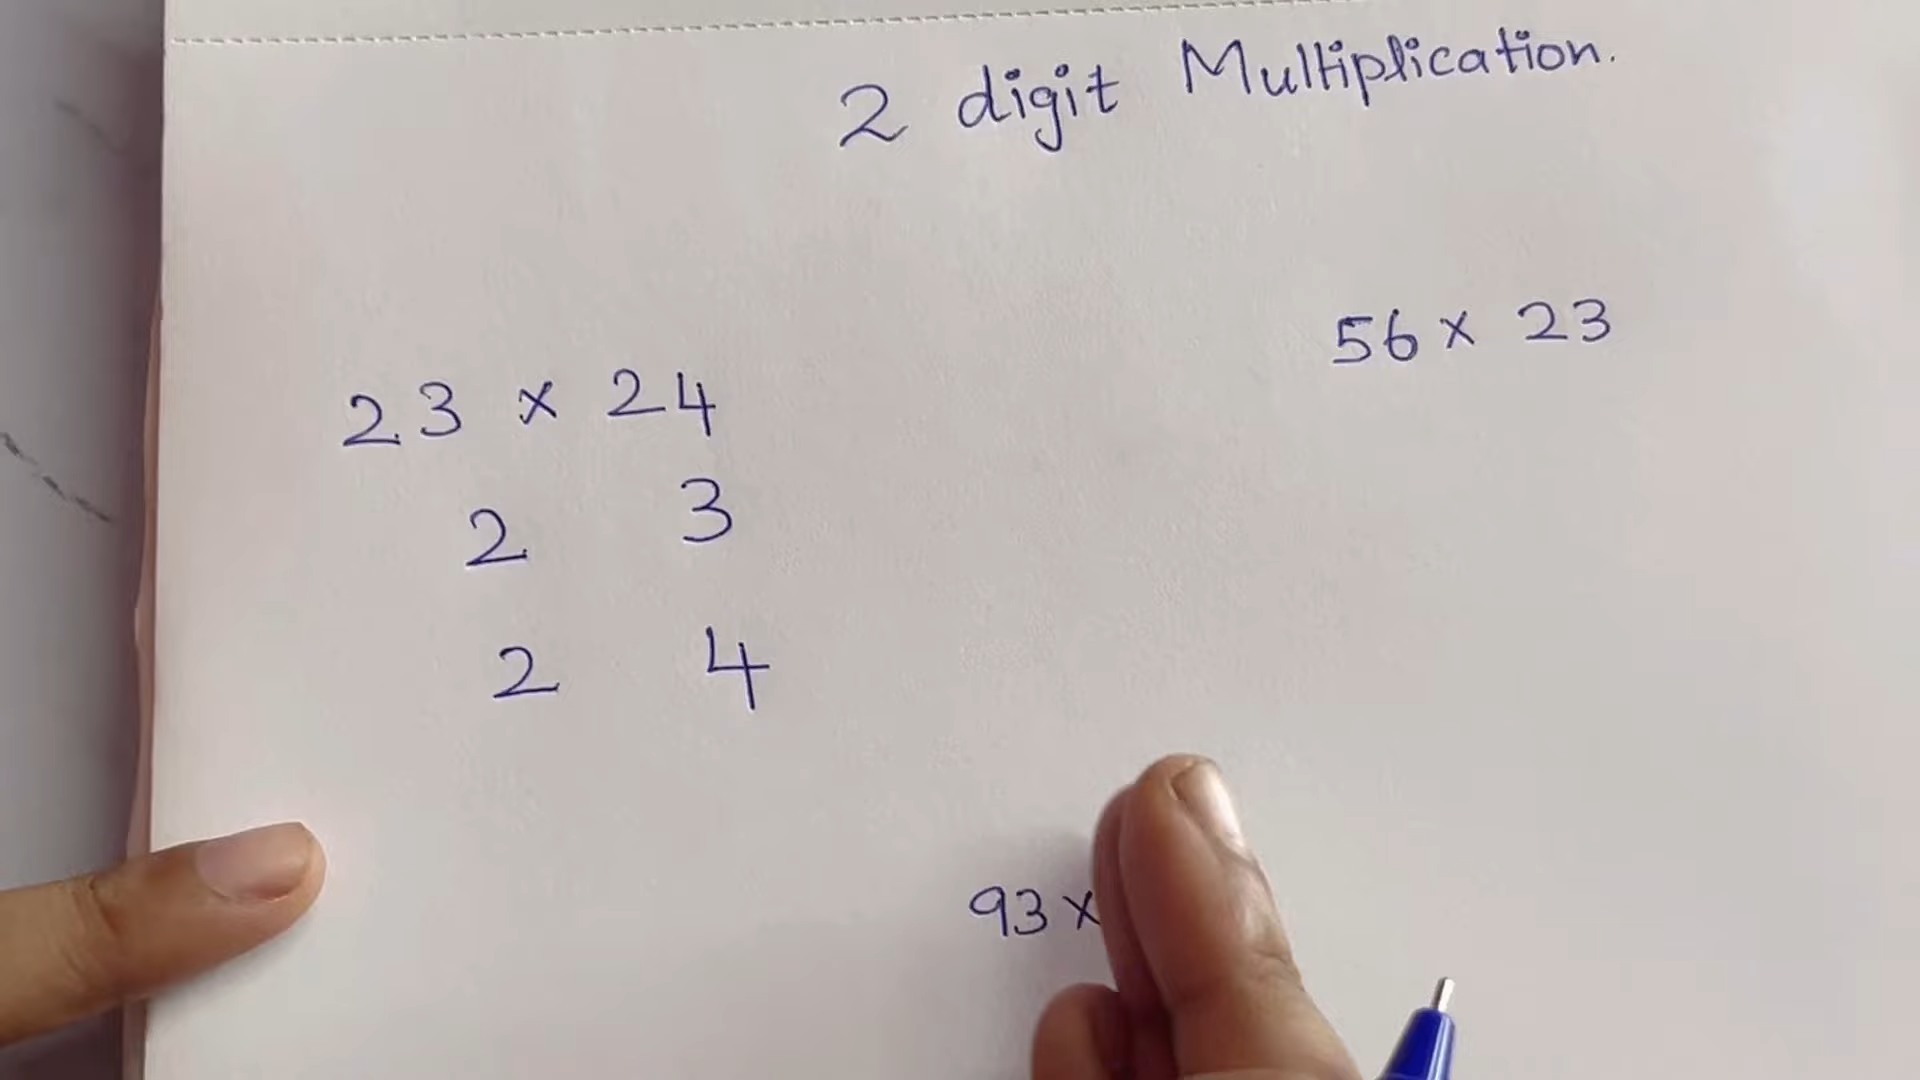 2 digit Multiplication.
23 × 24
2 3
2 4
56 × 23
93 ×